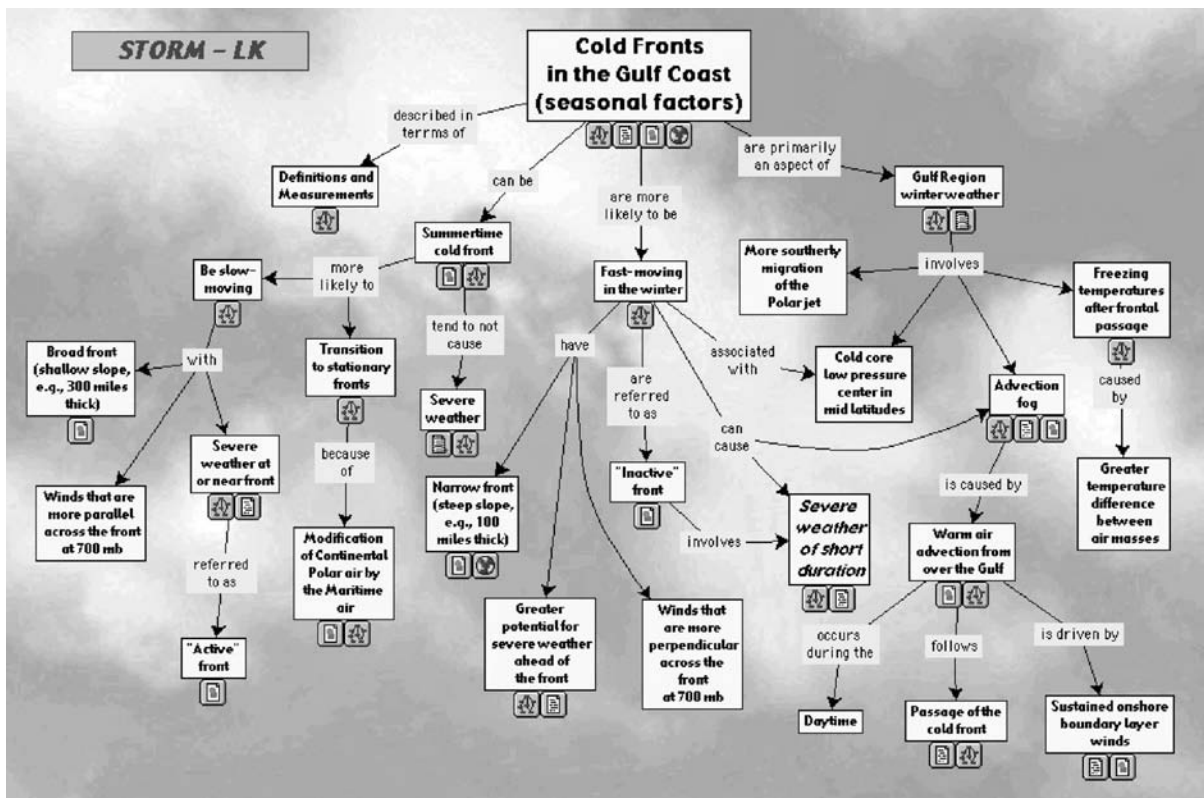 STORM – LK
Cold Fronts
in the Gulf Coast
(seasonal factors)
described in
terrms of
are primarily
an aspect of
can be
are more
likely to be
Definitions and
Measurements
Gulf Region
winter weather
Summertime
cold front
more
likely to
Be slow-
moving
Fast-moving
in the winter
More southerly
migration
of the
Polar jet
involves
Freezing
temperatures
after frontal
passage
with
Broad front
(shallow slope,
e.g., 300 miles
thick)
Transition
to stationary
fronts
tend to not
cause
have
are
referred
to as
associated
with
Cold core
low pressure
center in
mid latitudes
Advection
fog
caused
by
Severe
weather
can
cause
Severe
weather at
or near front
because
of
Winds that are
more parallel
across the front
at 700 mb
Narrow front
(steep slope,
e.g., 100
miles thick)
"Inactive"
front
is caused by
Greater
temperature
difference
between
air masses
involves
Severe
weather
of short
duration
Warm air
advection from
over the Gulf
referred
to as
Modification
of Continental
Polar air by
the Maritime
air
"Active"
front
Greater
potential for
severe weather
ahead of
the front
Winds that
are more
perpendicular
across the
front
at 700 mb
occurs
during the
follows
is driven by
Daytime
Passage of the
cold front
Sustained onshore
boundary layer
winds